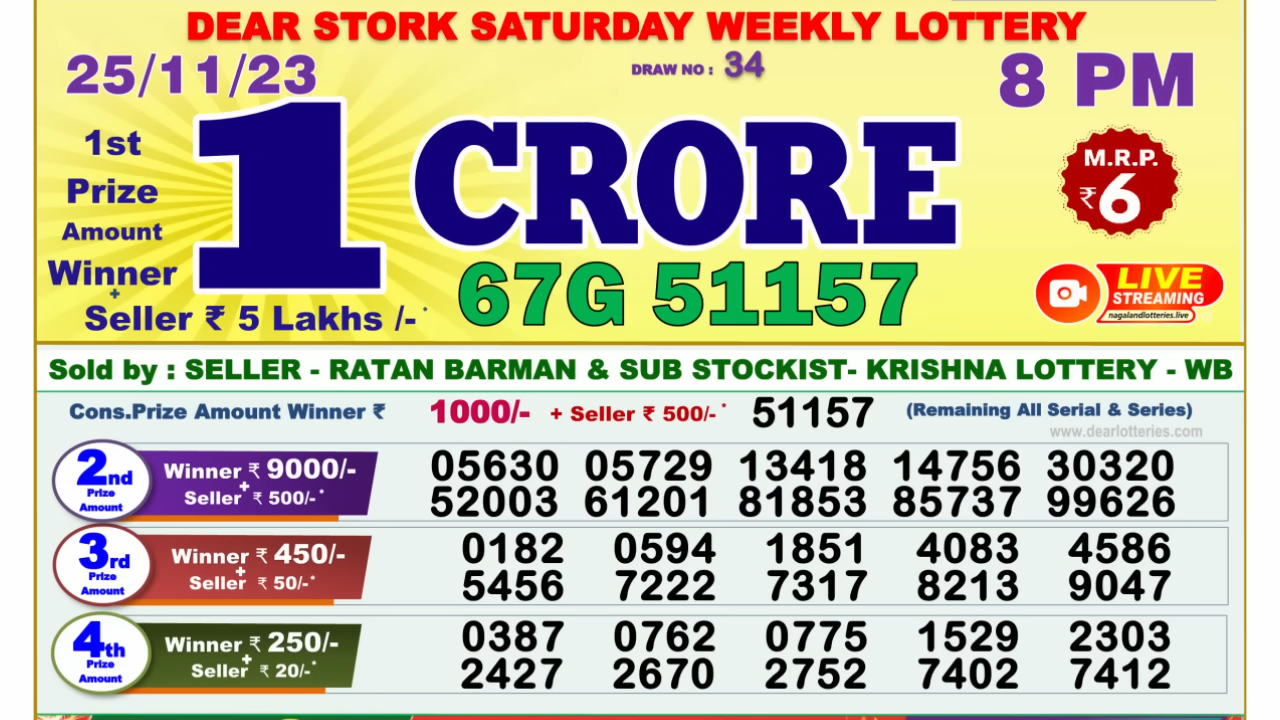 DEAR STORK SATURDAY WEEKLY LOTTERY
25/11/23
DRAW NO : 34
8 PM
1st
Prize
Amount
Winner
+
Seller ₹ 5 Lakhs /-*
1 CRORE
67G 51157
M.R.P.
₹6
LIVE
STREAMING
nagalandlotteries.live
Sold by : SELLER - RATAN BARMAN & SUB STOCKIST- KRISHNA LOTTERY - WB
Cons.Prize Amount Winner ₹ 1000/- + Seller ₹ 500/-* 51157 (Remaining All Serial & Series)
www.dearlotteries.com
2nd
Prize
Amount
Winner ₹ 9000/-
+
Seller ₹ 500/-*
05630 05729 13418 14756 30320
52003 61201 81853 85737 99626
3rd
Prize
Amount
Winner ₹ 450/-
+
Seller ₹ 50/-*
0182 0594 1851 4083 4586
5456 7222 7317 8213 9047
4th
Prize
Amount
Winner ₹ 250/-
+
Seller ₹ 20/-*
0387 0762 0775 1529 2303
2427 2670 2752 7402 7412